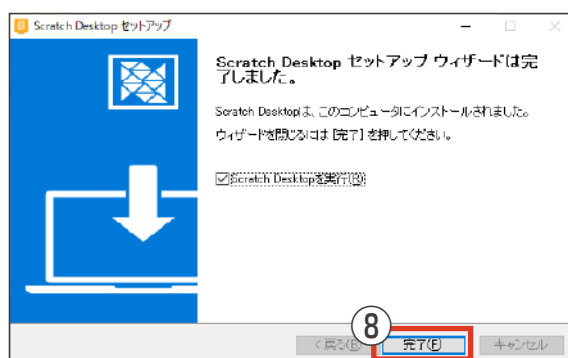 Scratch Desktop セットアップ
Scratch Desktop セットアップ ウィザードは完
了しました。
Scratch Desktopは、このコンピュータにインストールされました。
ウィザードを閉じるには [完了] を押してください。
Scratch Desktopを実行(R)
⑧
< 戻る(B)
完了(F)
キャンセル